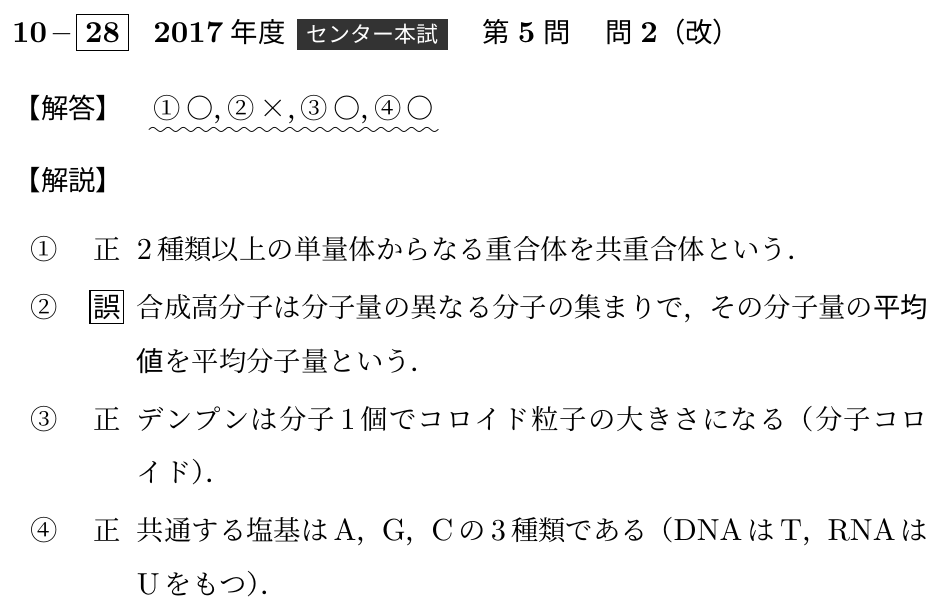 10-28 2017年度 センター本試 第5問 問2（改）
【解答】 ①○,②×,③○,④○
【解説】
① 正 2種類以上の単量体からなる重合体を共重合体という．
② 誤 合成高分子は分子量の異なる分子の集まりで，その分子量の平均
値を平均分子量という．
③ 正 デンプンは分子1個でコロイド粒子の大きさになる（分子コロ
イド）．
④ 正 共通する塩基はA，G，Cの3種類である（DNAはT，RNAは
Uをもつ）．